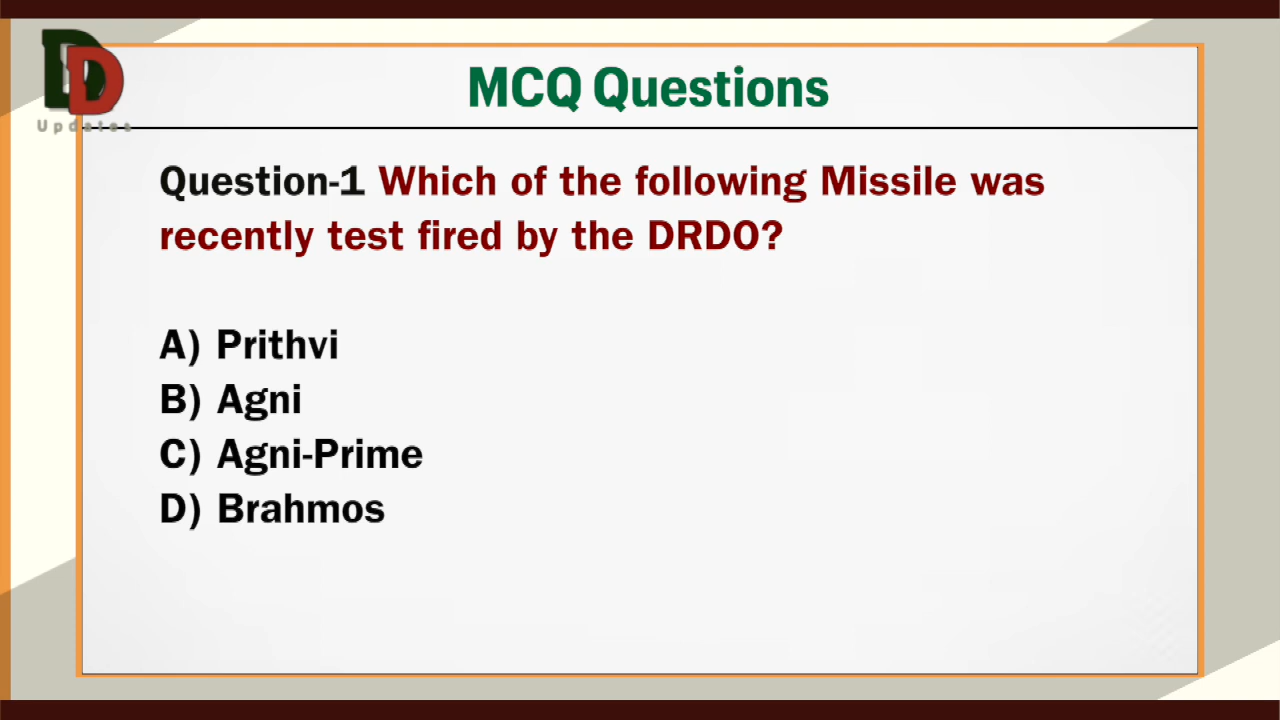 DD
Updates
MCQ Questions
Question-1 Which of the following Missile was
recently test fired by the DRDO?
A) Prithvi
B) Agni
C) Agni-Prime
D) Brahmos